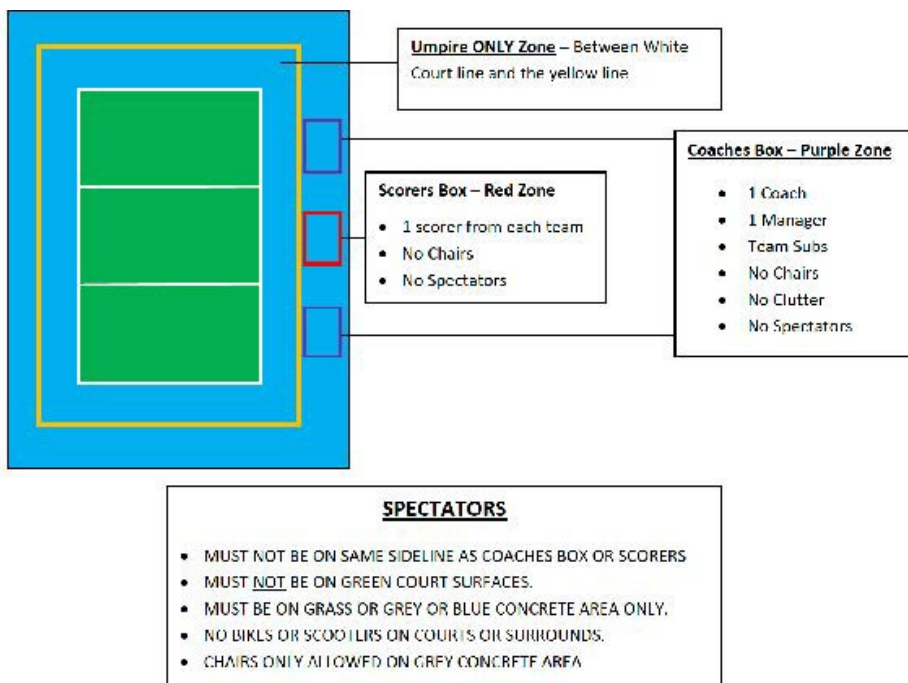 Umpire ONLY Zone – Between White
Court line and the yellow line
Coaches Box – Purple Zone
• 1 Coach
• 1 Manager
• Team Subs
• No Chairs
• No Clutter
• No Spectators
Scorers Box – Red Zone
• 1 scorer from each team
• No Chairs
• No Spectators
SPECTATORS
• MUST NOT BE ON SAME SIDELINE AS COACHES BOX OR SCORERS
• MUST NOT BE ON GREEN COURT SURFACES.
• MUST BE ON GRASS OR GREY OR BLUE CONCRETE AREA ONLY.
• NO BIKES OR SCOOTERS ON COURTS OR SURROUNDS.
• CHAIRS ONLY ALLOWED ON GREY CONCRETE AREA